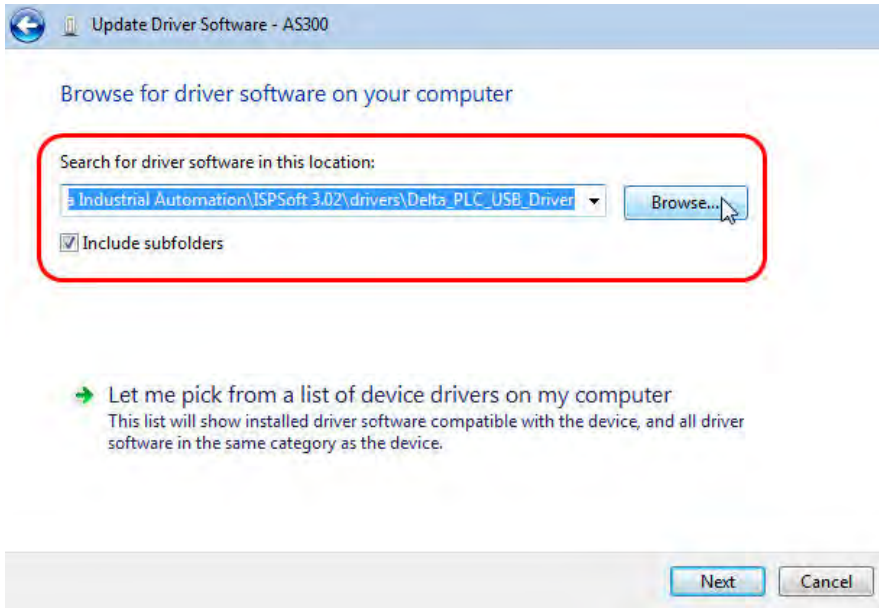 Update Driver Software - AS300
Browse for driver software on your computer
Search for driver software in this location:
a Industrial Automation\ISPSoft 3.02\drivers\Delta_PLC_USB_Driver
Browse...
Include subfolders
Let me pick from a list of device drivers on my computer
This list will show installed driver software compatible with the device, and all driver
software in the same category as the device.
Next
Cancel